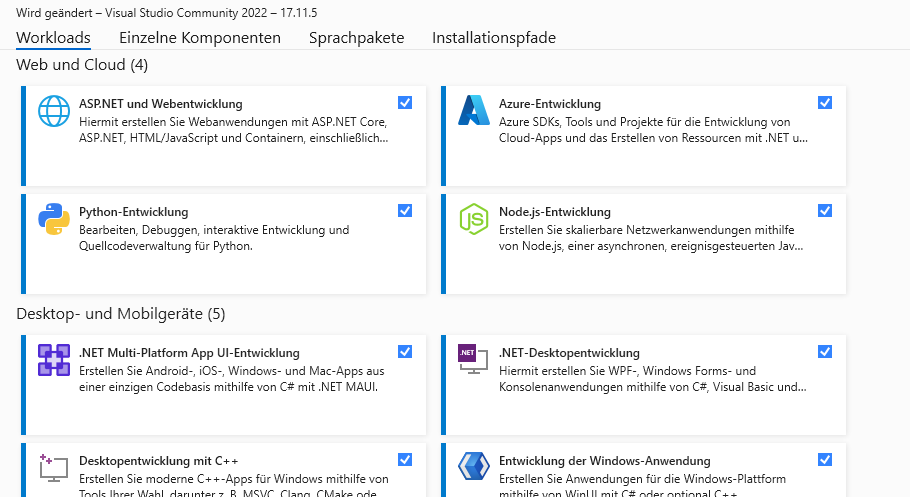 Wird geändert – Visual Studio Community 2022 – 17.11.5
Workloads Einzelne Komponenten Sprachpakete Installationspfade
Web und Cloud (4)
ASP.NET und Webentwicklung
Hiermit erstellen Sie Webanwendungen mit ASP.NET Core,
ASP.NET, HTML/JavaScript und Containern, einschließlich...
Azure-Entwicklung
Azure SDKs, Tools und Projekte für die Entwicklung von
Cloud-Apps und das Erstellen von Ressourcen mit .NET u...
Python-Entwicklung
Bearbeiten, Debuggen, interaktive Entwicklung und
Quellcodeverwaltung für Python.
JS
Node.js-Entwicklung
Erstellen Sie skalierbare Netzwerkanwendungen mithilfe
von Node.js, einer asynchronen, ereignisgesteuerten Jav...
Desktop- und Mobilgeräte (5)
.NET Multi-Platform App UI-Entwicklung
Erstellen Sie Android-, iOS-, Windows- und Mac-Apps aus
einer einzigen Codebasis mithilfe von C# mit .NET MAUI.
.NET
.NET-Desktopentwicklung
Hiermit erstellen Sie WPF-, Windows Forms- und
Konsolenanwendungen mithilfe von C#, Visual Basic und...
Desktopentwicklung mit C++
Erstellen Sie moderne C++-Apps für Windows mithilfe von
Tools Ihrer Wahl, darunter z. B. MSVC, Clang, CMake ode
Entwicklung der Windows-Anwendung
Erstellen Sie Anwendungen für die Windows-Plattform
mithilfe von WinUI mit C# oder optional C++